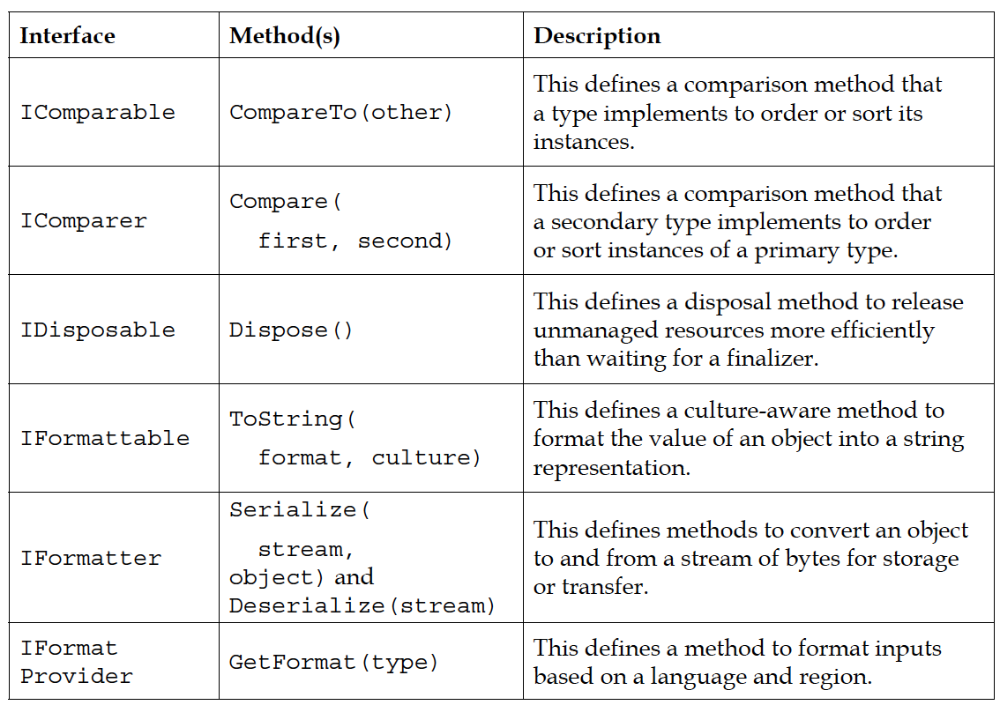 Interface Method(s) Description
IComparable
CompareTo(other)
This defines a comparison method that
a type implements to order or sort its
instances.
IComparer
Compare(
first, second)
This defines a comparison method that
a secondary type implements to order
or sort instances of a primary type.
IDisposable
Dispose()
This defines a disposal method to release
unmanaged resources more efficiently
than waiting for a finalizer.
IFormattable
ToString(
format, culture)
This defines a culture-aware method to
format the value of an object into a string
representation.
IFormatter
Serialize(
stream,
object) and
Deserialize(stream)
This defines methods to convert an object
to and from a stream of bytes for storage
or transfer.
IFormat
Provider
GetFormat(type)
This defines a method to format inputs
based on a language and region.